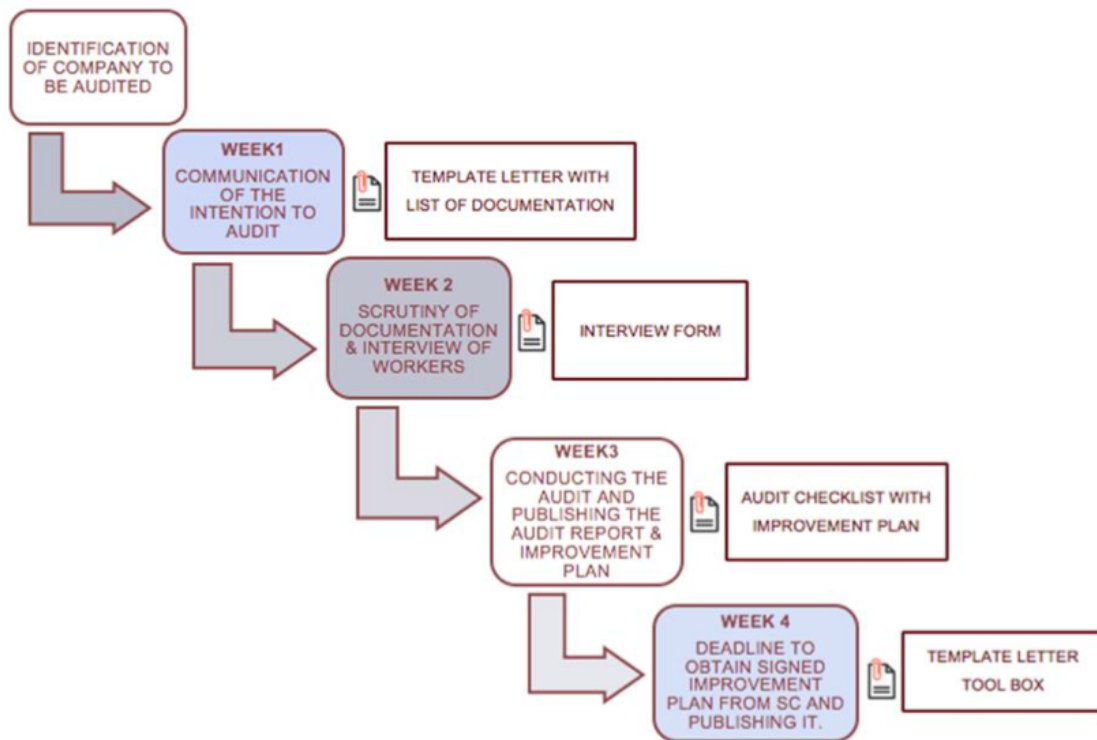 IDENTIFICATION
OF COMPANY TO
BE AUDITED
WEEK1
COMMUNICATION
OF THE
INTENTION TO
AUDIT
TEMPLATE LETTER WITH
LIST OF DOCUMENTATION
WEEK 2
SCRUTINY OF
DOCUMENTATION
& INTERVIEW OF
WORKERS
INTERVIEW FORM
WEEK3
CONDUCTING THE
AUDIT AND
PUBLISHING THE
AUDIT REPORT &
IMPROVEMENT
PLAN
AUDIT CHECKLIST WITH
IMPROVEMENT PLAN
WEEK 4
DEADLINE TO
OBTAIN SIGNED
IMPROVEMENT
PLAN FROM SC AND
PUBLISHING IT.
TEMPLATE LETTER
TOOL BOX